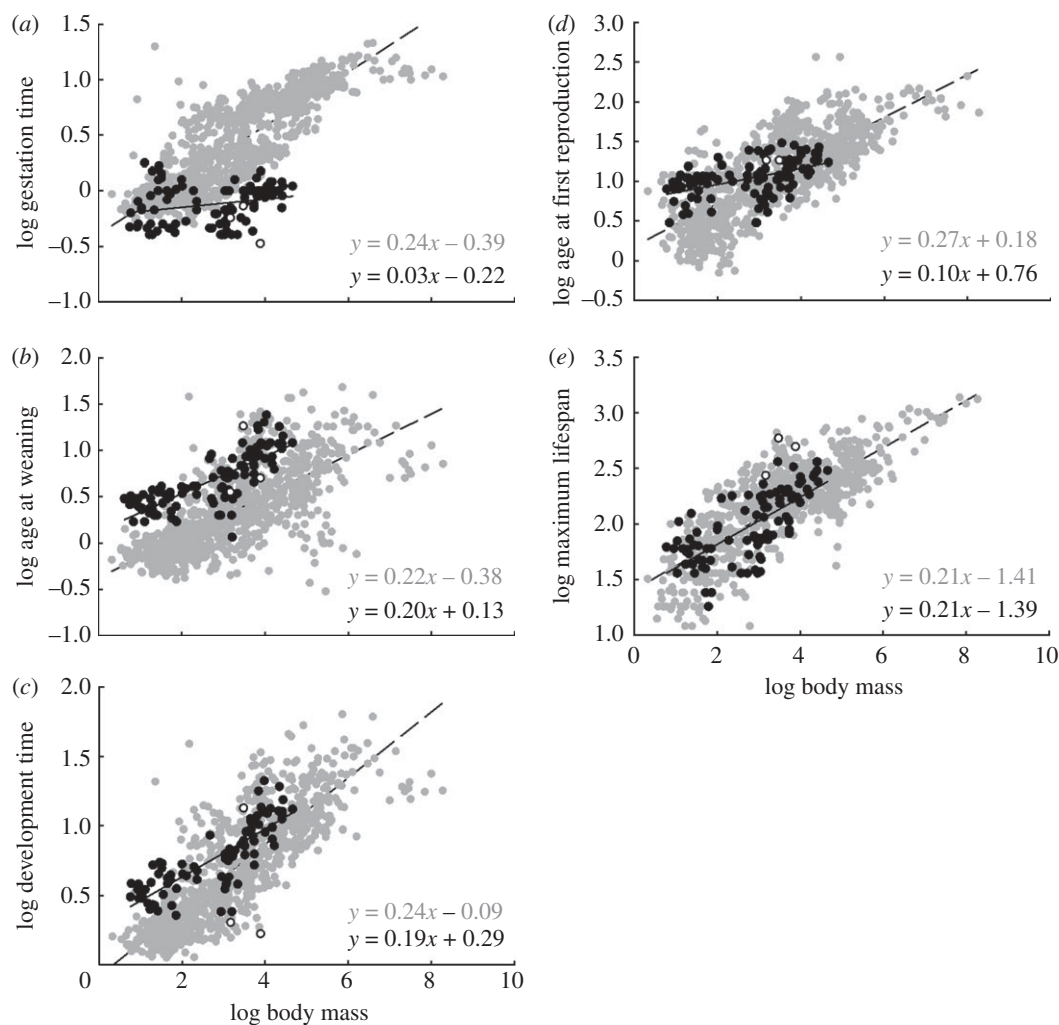 (a)
1.5
1.0
0.5
0
–0.5
–1.0
log gestation time
y = 0.24x – 0.39
y = 0.03x – 0.22
0 2 4 6 8 10
(b)
2.0
1.5
1.0
0.5
0
–0.5
–1.0
log age at weaning
y = 0.22x – 0.38
y = 0.20x + 0.13
(c)
2.0
1.5
1.0
0.5
0 2 4 6 8 10
log development time
y = 0.24x – 0.09
y = 0.19x + 0.29
log body mass
(d)
3.0
2.5
2.0
1.5
1.0
0.5
0
–0.5
log age at first reproduction
y = 0.27x + 0.18
y = 0.10x + 0.76
(e)
3.5
3.0
2.5
2.0
1.5
1.0
log maximum lifespan
y = 0.21x – 1.41
y = 0.21x – 1.39
0 2 4 6 8 10
log body mass